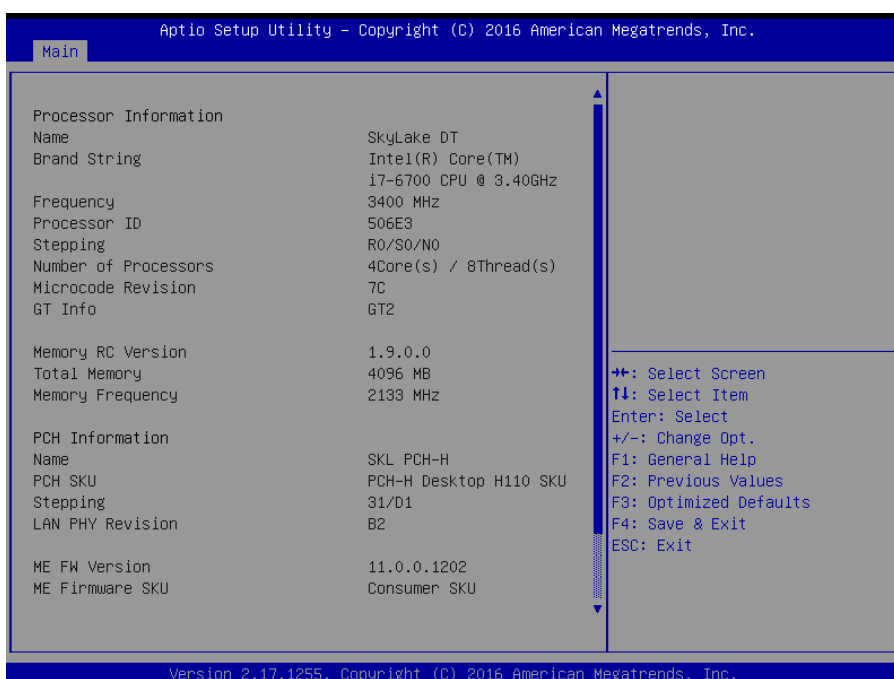 Aptio Setup Utility – Copyright (C) 2016 American Megatrends, Inc.
Main
Processor Information
Name SkyLake DT
Brand String Intel(R) Core(TM)
i7-6700 CPU @ 3.40GHz
Frequency 3400 MHz
Processor ID 506E3
Stepping R0/S0/N0
Number of Processors 4Core(s) / 8Thread(s)
Microcode Revision 7C
GT Info GT2
Memory RC Version 1.9.0.0
Total Memory 4096 MB
Memory Frequency 2133 MHz
PCH Information
Name SKL PCH-H
PCH SKU PCH-H Desktop H110 SKU
Stepping 31/D1
LAN PHY Revision B2
ME FW Version 11.0.0.1202
ME Firmware SKU Consumer SKU
→←: Select Screen
↑↓: Select Item
Enter: Select
+/-: Change Opt.
F1: General Help
F2: Previous Values
F3: Optimized Defaults
F4: Save & Exit
ESC: Exit
Version 2.17.1255. Copyright (C) 2016 American Megatrends, Inc.